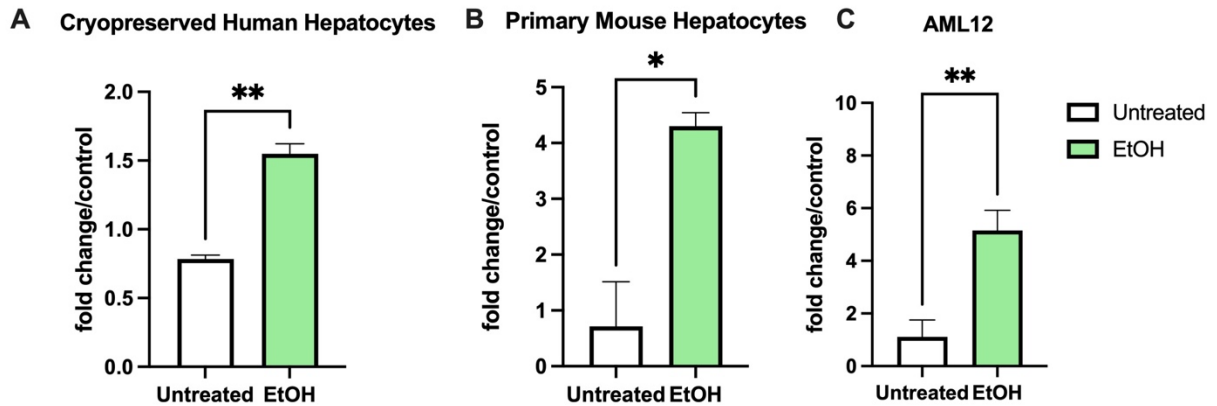 A Cryopreserved Human Hepatocytes
**
2.0
1.5
1.0
0.5
0.0
fold change/control
Untreated EtOH
B Primary Mouse Hepatocytes
*
5
4
3
2
1
0
fold change/control
Untreated EtOH
C AML12
**
10
8
6
4
2
0
fold change/control
Untreated EtOH
Untreated
EtOH